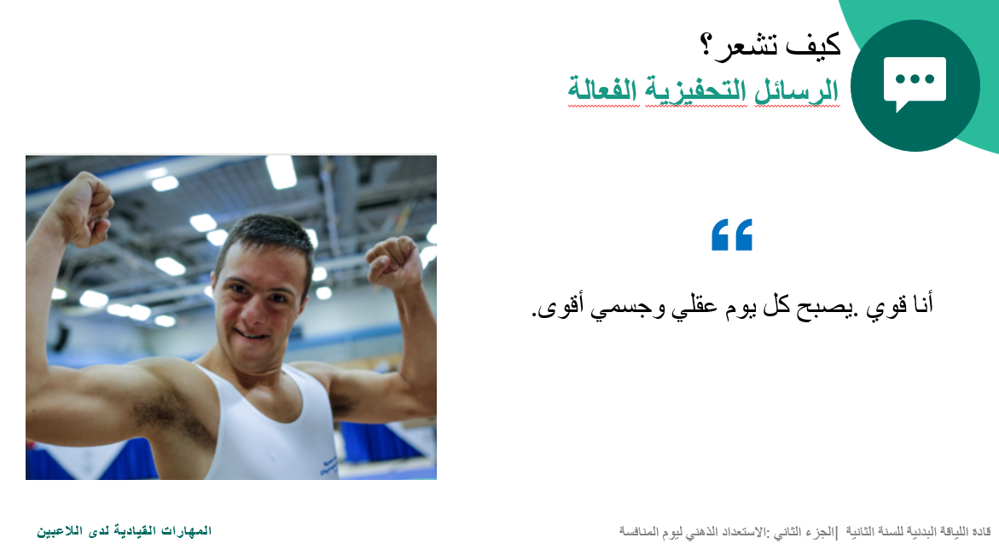 كيف تشعر؟
الرسائل التحفيزية الفعالة
“
أنا قوي .يصبح كل يوم عقلي وجسمي أقوى.
المهارات القيادية لدى اللاعبين
قادة اللياقة البدنية للسنة الثانية |الجزء الثاني :الاستعداد الذهني ليوم المنافسة